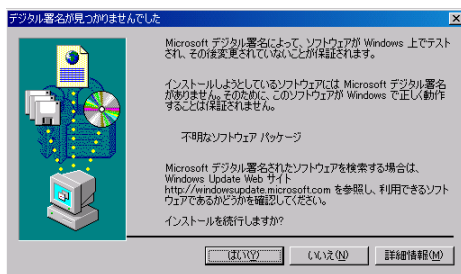 デジタル署名が見つかりませんでした
Microsoft デジタル署名によって、ソフトウェアが Windows 上でテスト
され、その後変更されていないことが保証されます。
インストールしようとしているソフトウェアには Microsoft デジタル署名
がありません。そのために、このソフトウェアが Windows で正しく動作
することは保証されません。
不明なソフトウェア パッケージ
Microsoft デジタル署名されたソフトウェアを検索する場合は、
Windows Update Web サイト
http://windowsupdate.microsoft.com を参照し、利用できるソフト
ウェアであるかどうかを確認してください。
インストールを続行しますか?
はい(Y)
いいえ(N)
詳細情報(M)